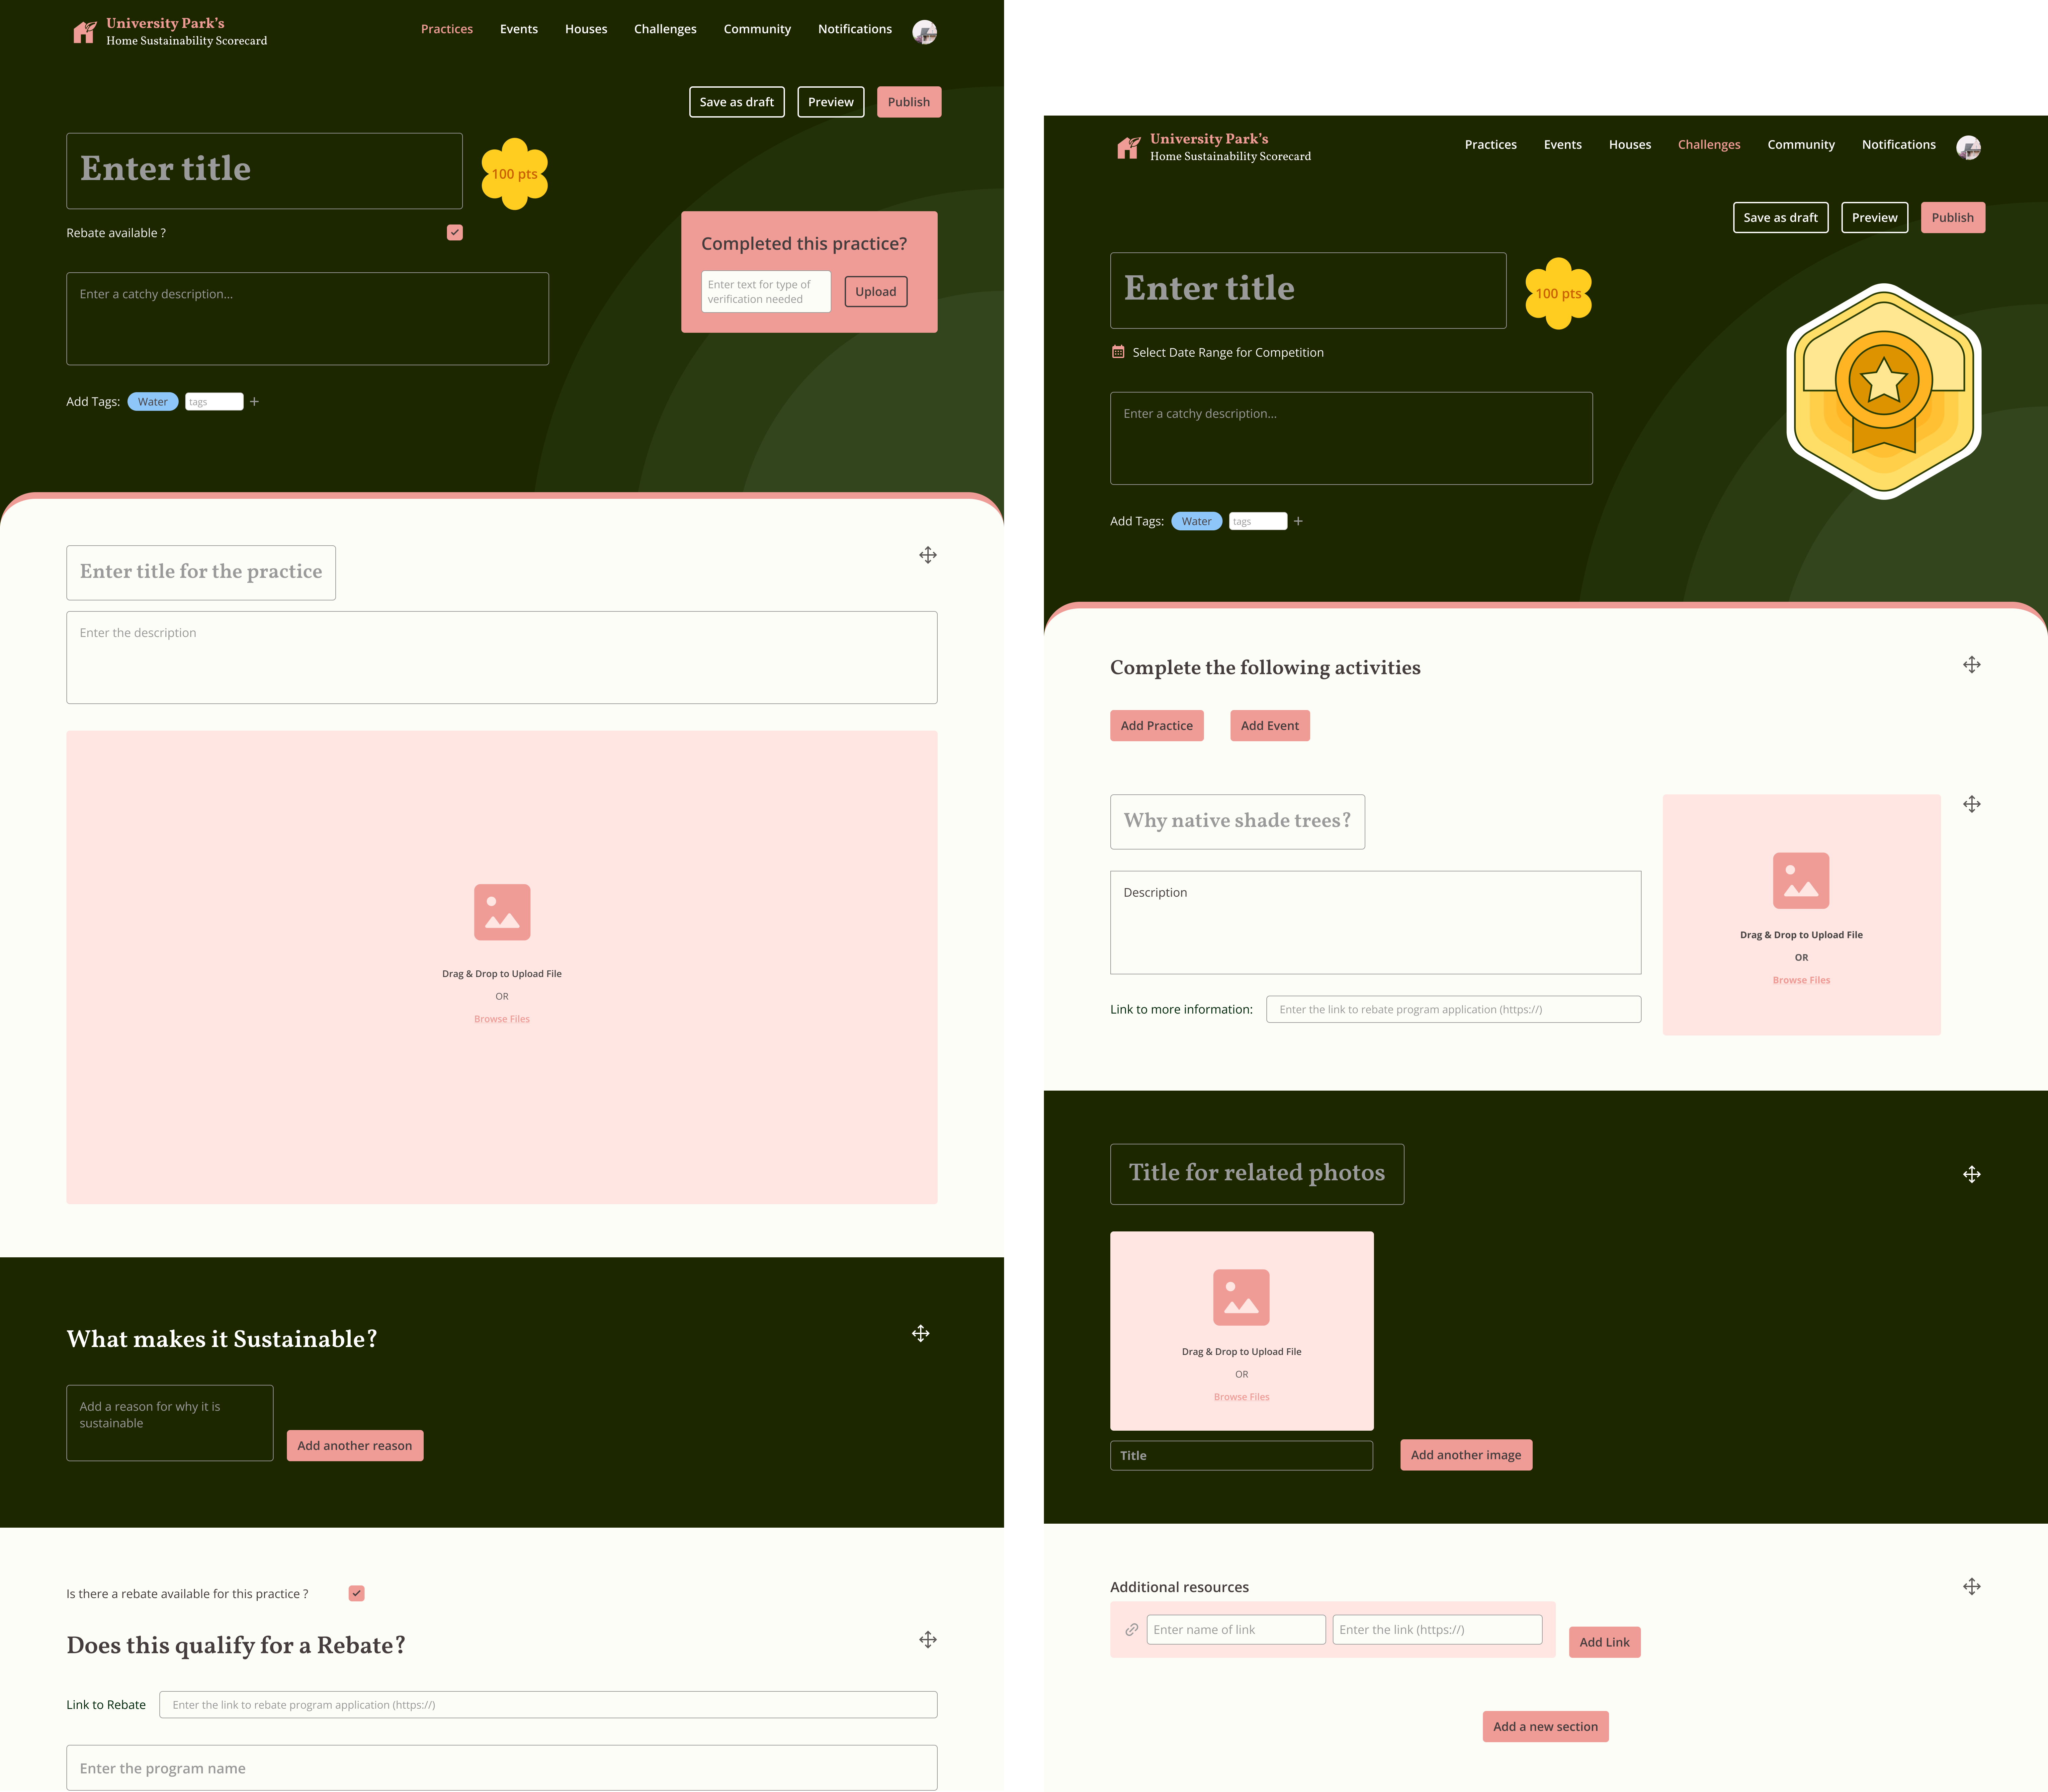 University Park's
Home Sustainability Scorecard
Practices Events Houses Challenges Community Notifications
Save as draft Preview Publish
Enter title
100 pts
Rebate available ?
Completed this practice?
Enter text for type of
verification needed
Upload
Enter a catchy description...
Add Tags: Water tags +
Enter title for the practice
Enter the description
Drag & Drop to Upload File
OR
Browse Files
What makes it Sustainable?
Add a reason for why it is
sustainable
Add another reason
Is there a rebate available for this practice ?
Does this qualify for a Rebate?
Link to Rebate Enter the link to rebate program application (https://)
Enter the program name
University Park's
Home Sustainability Scorecard
Practices Events Houses Challenges Community Notifications
Save as draft Preview Publish
Enter title
100 pts
Select Date Range for Competition
Enter a catchy description...
Add Tags: Water tags +
Complete the following activities
Add Practice Add Event
Why native shade trees?
Description
Link to more information: Enter the link to rebate program application (https://)
Drag & Drop to Upload File
OR
Browse Files
Title for related photos
Drag & Drop to Upload File
OR
Browse Files
Title
Add another image
Additional resources
Enter name of link Enter the link (https://)
Add Link
Add a new section